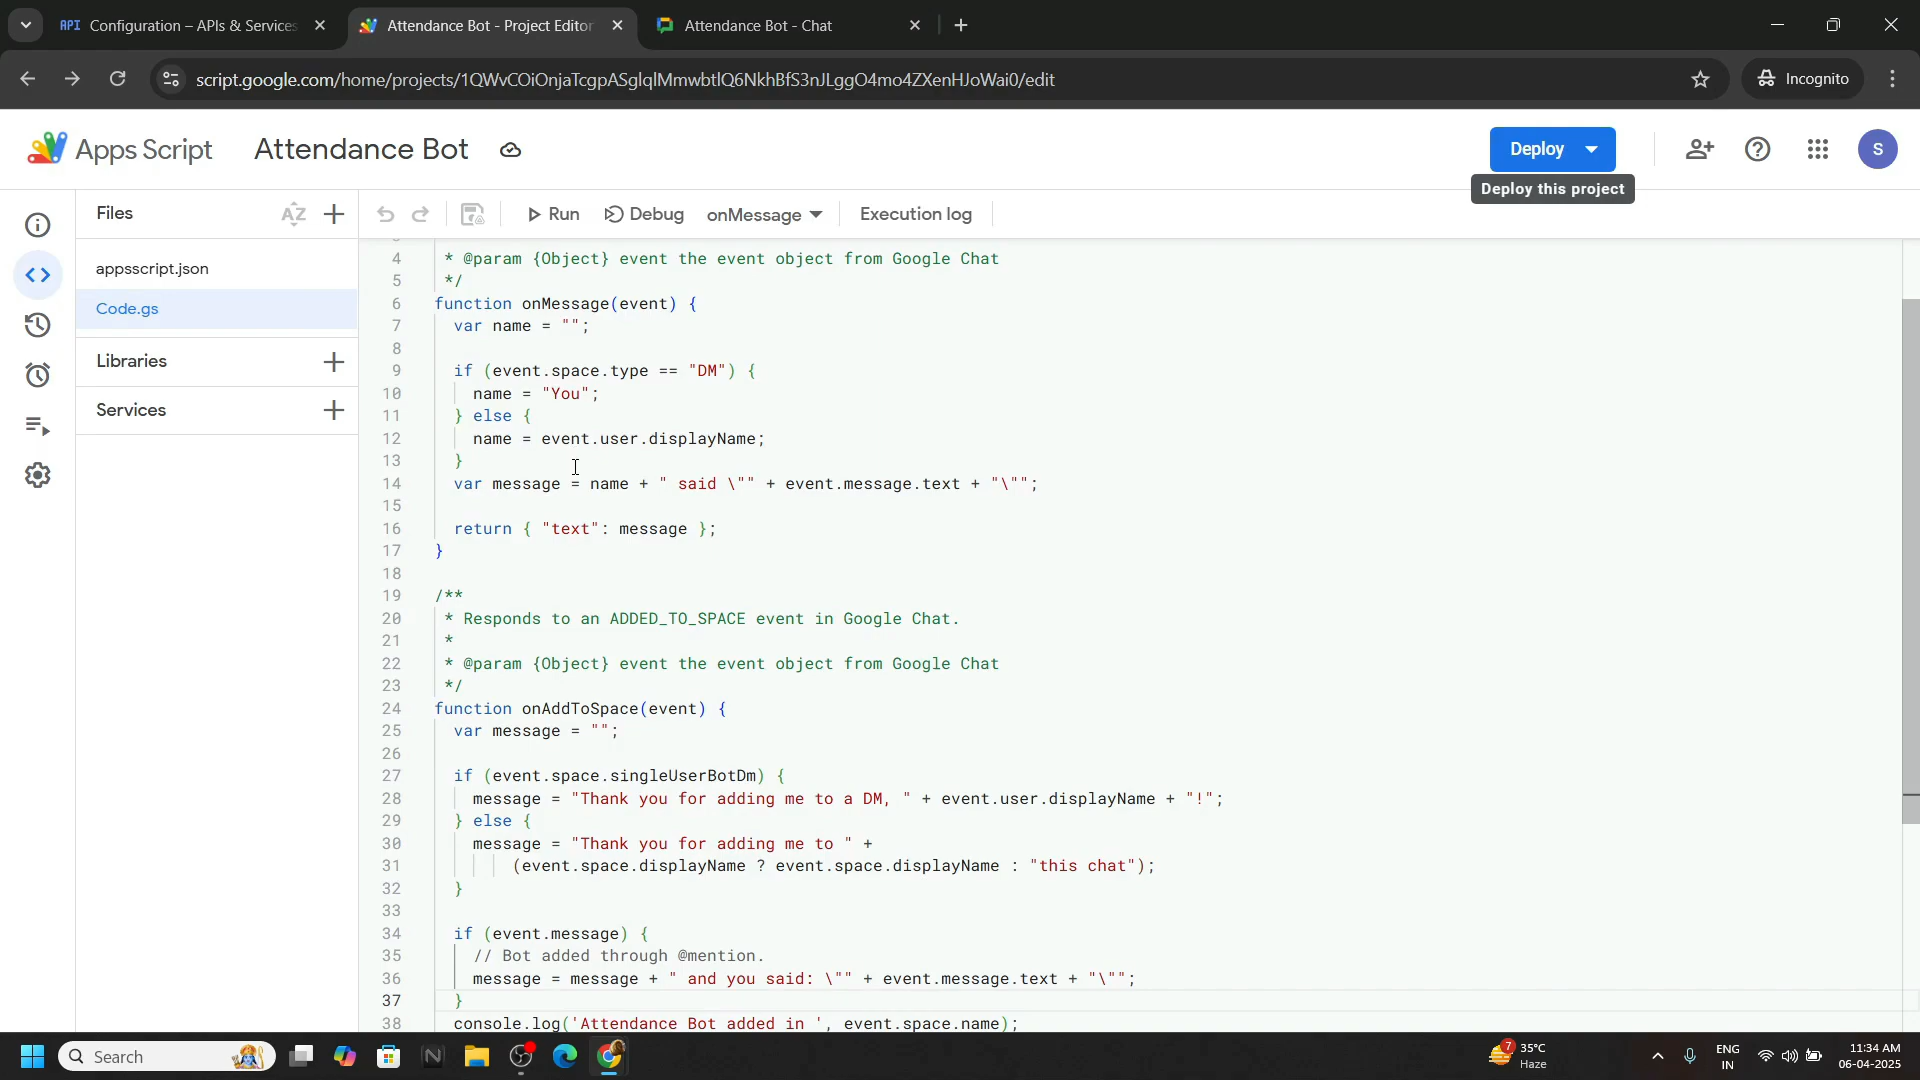 API Configuration – APIs & Services
Attendance Bot - Project Editor
Attendance Bot - Chat
script.google.com/home/projects/1QWvCOiOnjaTcgpASglqlMmwbtlQ6NkhBfS3nJLggO4mo4ZXenHJoWai0/edit
Incognito
Apps Script
Attendance Bot
Deploy
S
Deploy this project
Files
Run
Debug
onMessage
Execution log
appsscript.json
Code.gs
Libraries
Services
4 * @param {Object} event the event object from Google Chat
5 */
6 function onMessage(event) {
7 var name = "";
8
9 if (event.space.type == "DM") {
10 name = "You";
11 } else {
12 name = event.user.displayName;
13 }
14 var message = name + " said \"" + event.message.text + "\"";
15
16 return { "text": message };
17 }
18
19 /**
20 * Responds to an ADDED_TO_SPACE event in Google Chat.
21 *
22 * @param {Object} event the event object from Google Chat
23 */
24 function onAddToSpace(event) {
25 var message = "";
26
27 if (event.space.singleUserBotDm) {
28 message = "Thank you for adding me to a DM, " + event.user.displayName + "!";
29 } else {
30 message = "Thank you for adding me to " +
31 (event.space.displayName ? event.space.displayName : "this chat");
32 }
33
34 if (event.message) {
35 // Bot added through @mention.
36 message = message + " and you said: \"" + event.message.text + "\"";
37 }
38 console.log('Attendance Bot added in ', event.space.name);
Search
7
35°C
Haze
ENG
IN
11:34 AM
06-04-2025